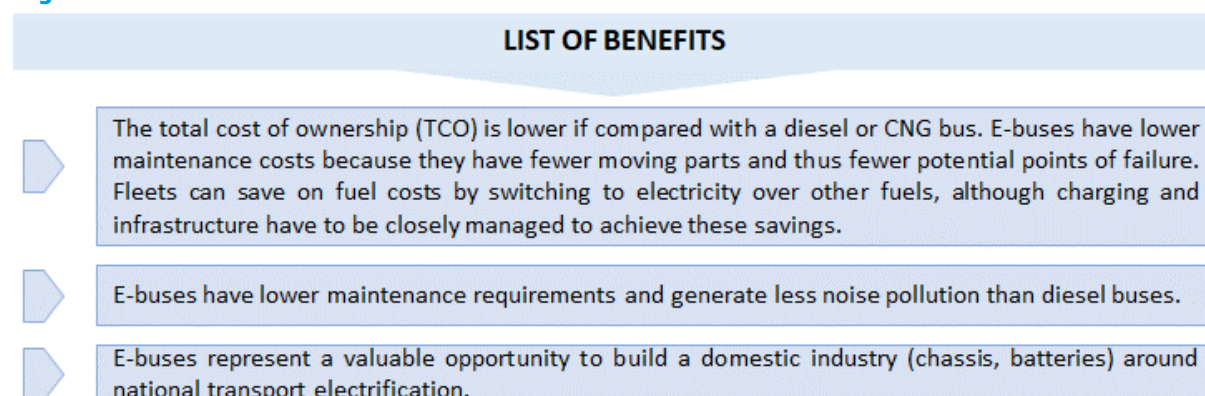 LIST OF BENEFITS
The total cost of ownership (TCO) is lower if compared with a diesel or CNG bus. E-buses have lower
maintenance costs because they have fewer moving parts and thus fewer potential points of failure.
Fleets can save on fuel costs by switching to electricity over other fuels, although charging and
infrastructure have to be closely managed to achieve these savings.
E-buses have lower maintenance requirements and generate less noise pollution than diesel buses.
E-buses represent a valuable opportunity to build a domestic industry (chassis, batteries) around
national transport electrification.